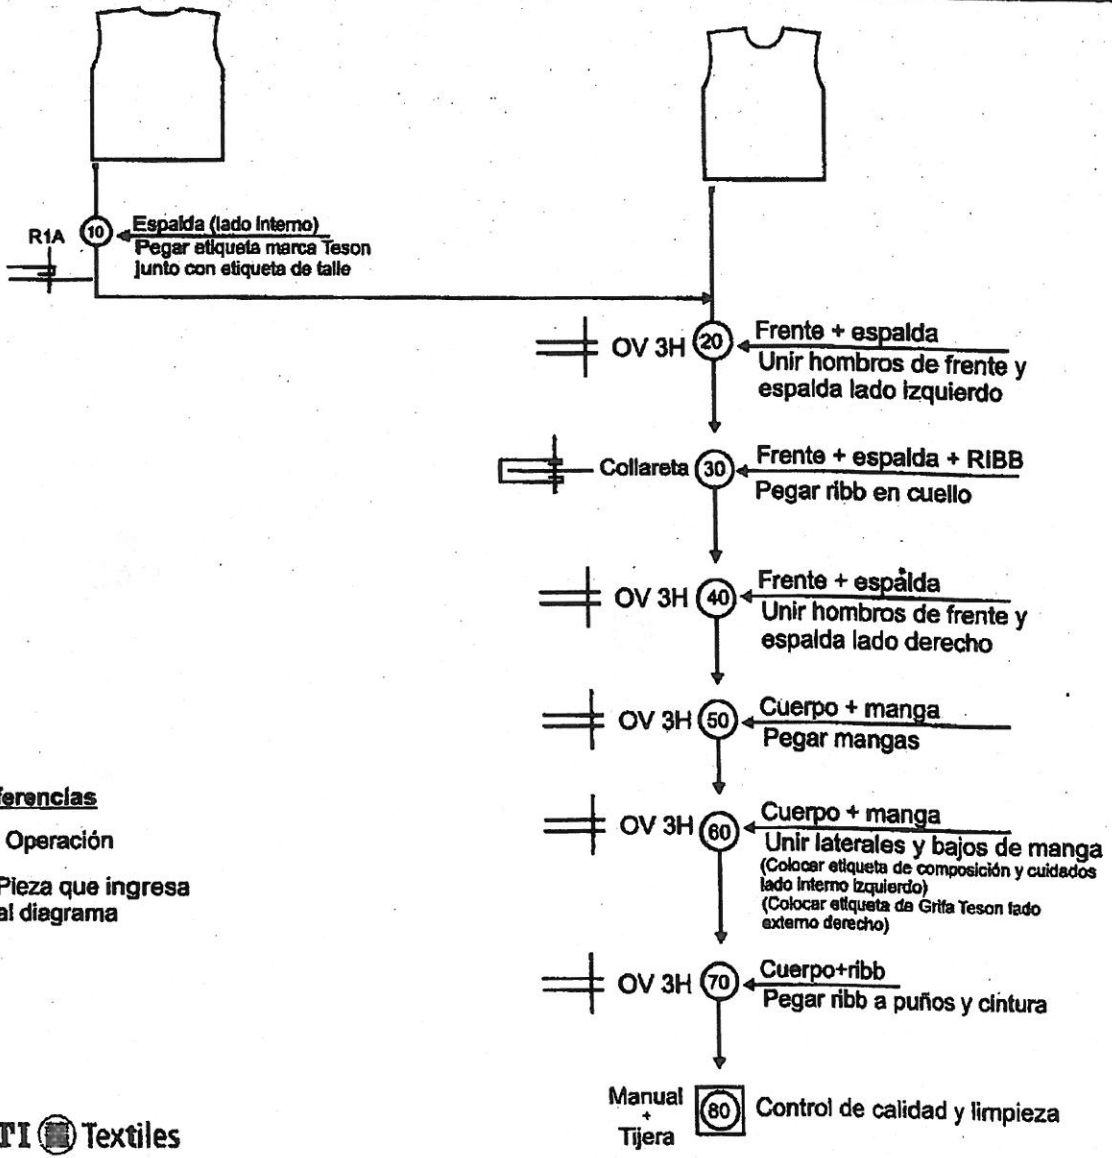 R1A
10
Espalda (lado interno)
Pegar etiqueta marca Teson
junto con etiqueta de talle
OV 3H
20
Frente + espalda
Unir hombros de frente y
espalda lado izquierdo
Collareta
30
Frente + espalda + RIBB
Pegar ribb en cuello
OV 3H
40
Frente + espalda
Unir hombros de frente y
espalda lado derecho
OV 3H
50
Cuerpo + manga
Pegar mangas
OV 3H
60
Cuerpo + manga
Unir laterales y bajos de manga
(Colocar etiqueta de composición y cuidados
lado interno izquierdo)
(Colocar etiqueta de Grifa Teson lado
externo derecho)
OV 3H
70
Cuerpo+ribb
Pegar ribb a puños y cintura
Manual
+
Tijera
80
Control de calidad y limpieza
ferencias
Operación
Pieza que ingresa
al diagrama
TI Textiles